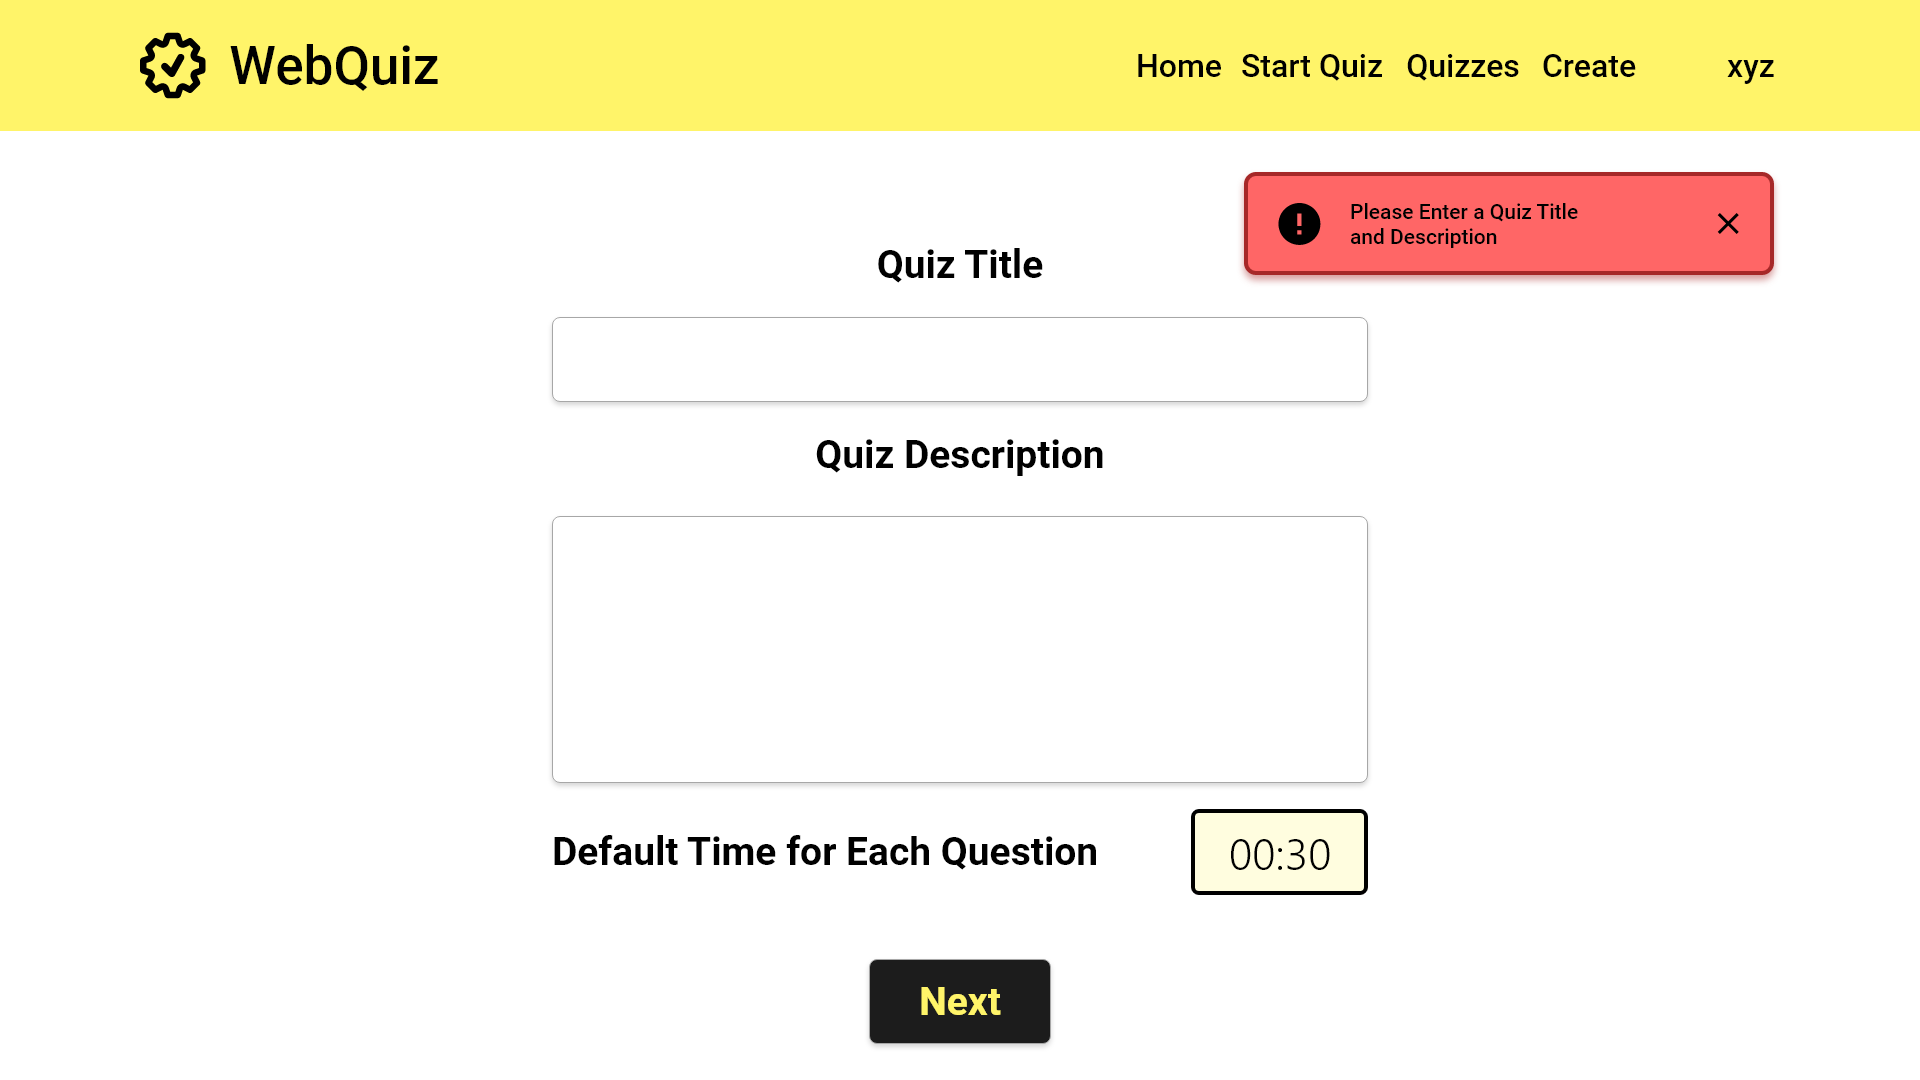 WebQuiz
Home Start Quiz Quizzes Create xyz
Please Enter a Quiz Title
and Description
Quiz Title
Quiz Description
Default Time for Each Question 00:30
Next